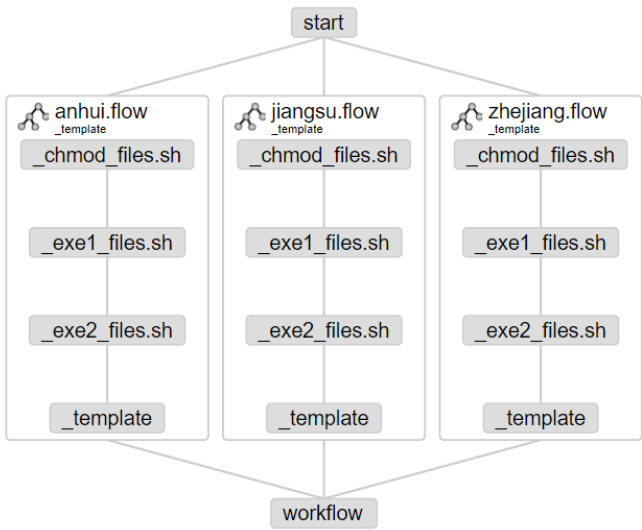 start
anhui.flow
_template
_chmod_files.sh
_exe1_files.sh
_exe2_files.sh
_template
jiangsu.flow
_template
_chmod_files.sh
_exe1_files.sh
_exe2_files.sh
_template
zhejiang.flow
_template
_chmod_files.sh
_exe1_files.sh
_exe2_files.sh
_template
workflow